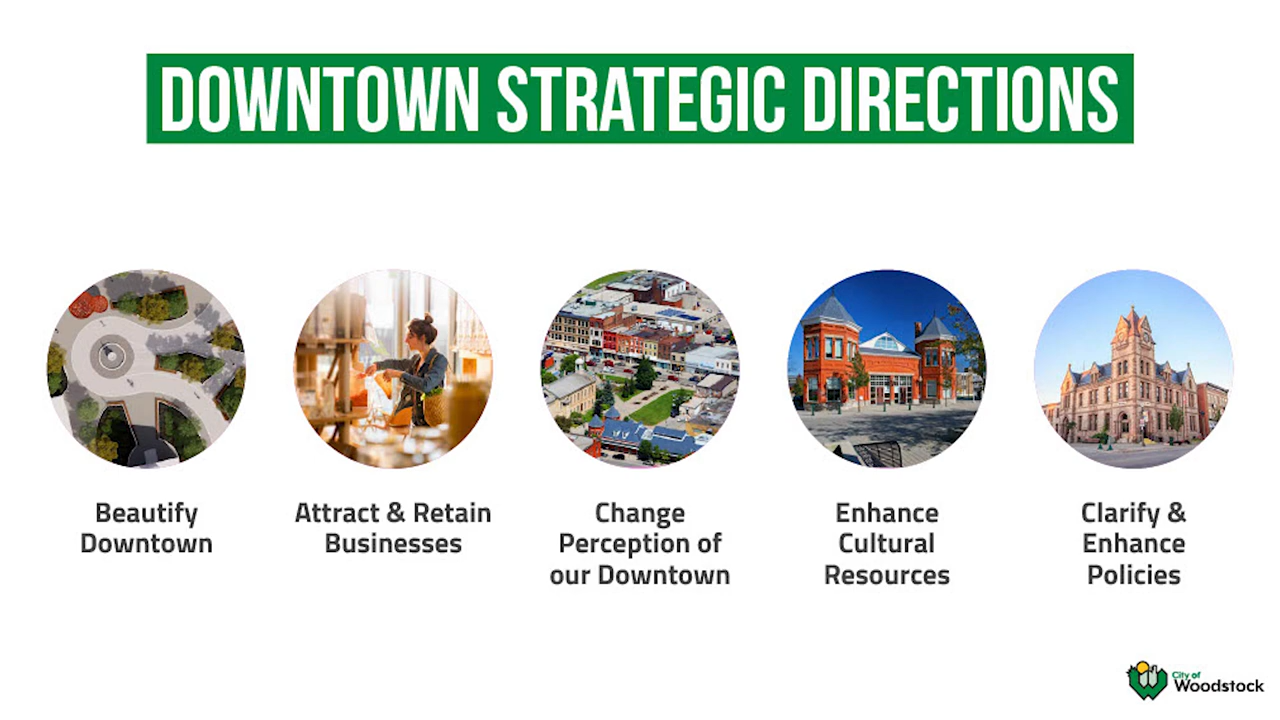 DOWNTOWN STRATEGIC DIRECTIONS
Beautify
Downtown
Attract & Retain
Businesses
Change
Perception of
our Downtown
Enhance
Cultural
Resources
Clarify &
Enhance
Policies
City of
Woodstock